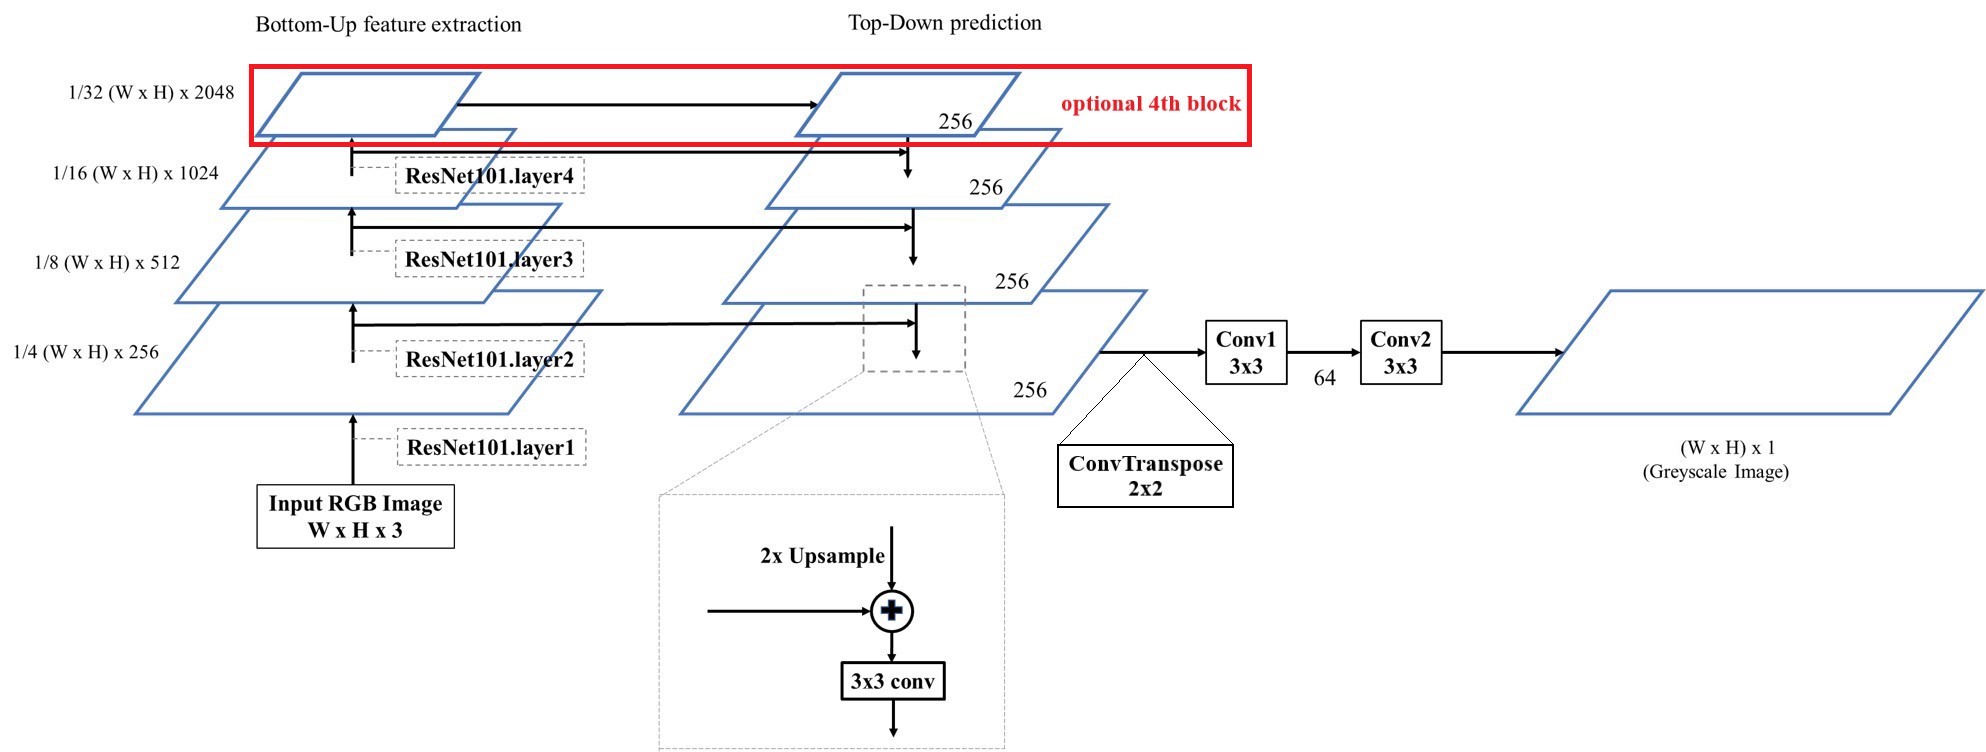 Bottom-Up feature extraction
Top-Down prediction
1/32 (W x H) x 2048
optional 4th block
256
1/16 (W x H) x 1024
ResNet101.layer4
256
1/8 (W x H) x 512
ResNet101.layer3
256
1/4 (W x H) x 256
ResNet101.layer2
256
Conv1
3x3
64
Conv2
3x3
ResNet101.layer1
ConvTranspose
2x2
(W x H) x 1
(Greyscale Image)
Input RGB Image
W x H x 3
2x Upsample
3x3 conv